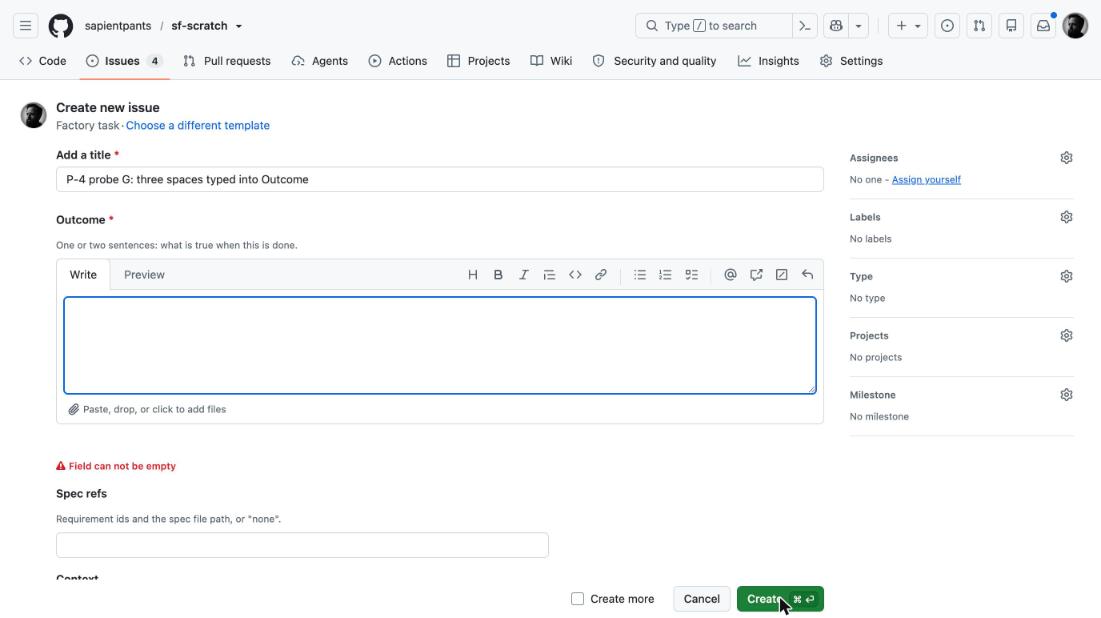 sapientpants / sf-scratch
Type / to search
Code
Issues 4
Pull requests
Agents
Actions
Projects
Wiki
Security and quality
Insights
Settings
Create new issue
Factory task · Choose a different template
Add a title *
P-4 probe G: three spaces typed into Outcome
Outcome *
One or two sentences: what is true when this is done.
Write
Preview
Paste, drop, or click to add files
Field can not be empty
Spec refs
Requirement ids and the spec file path, or "none".
Context
Assignees
No one - Assign yourself
Labels
No labels
Type
No type
Projects
No projects
Milestone
No milestone
Create more
Cancel
Create ⌘ ⏎